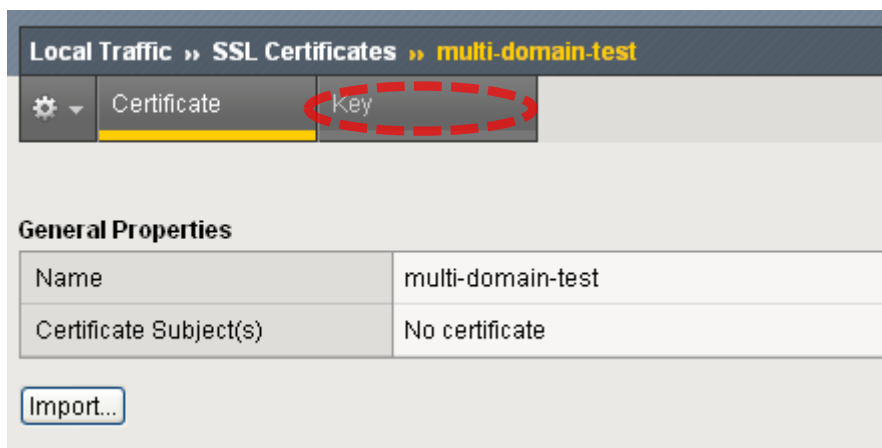 Local Traffic » SSL Certificates » multi-domain-test
Certificate Key
General Properties
Name multi-domain-test
Certificate Subject(s) No certificate
Import...